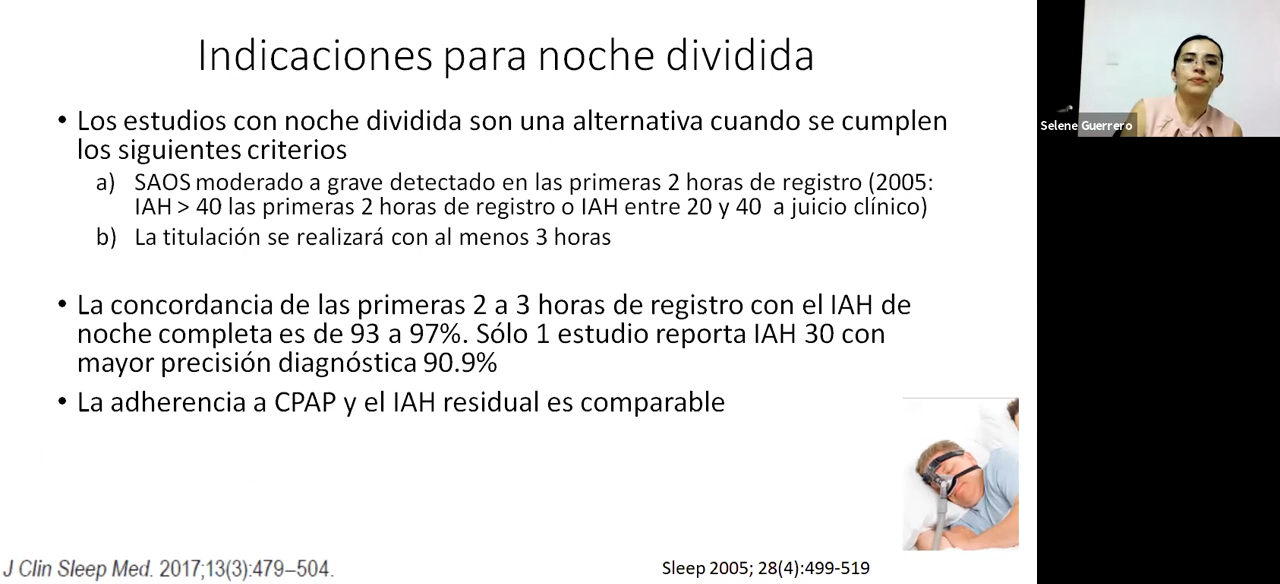 Indicaciones para noche dividida
• Los estudios con noche dividida son una alternativa cuando se cumplen
los siguientes criterios
a) SAOS moderado a grave detectado en las primeras 2 horas de registro (2005:
IAH > 40 las primeras 2 horas de registro o IAH entre 20 y 40 a juicio clínico)
b) La titulación se realizará con al menos 3 horas
• La concordancia de las primeras 2 a 3 horas de registro con el IAH de
noche completa es de 93 a 97%. Sólo 1 estudio reporta IAH 30 con
mayor precisión diagnóstica 90.9%
• La adherencia a CPAP y el IAH residual es comparable
J Clin Sleep Med. 2017;13(3):479–504.
Sleep 2005; 28(4):499-519
Selene Guerrero